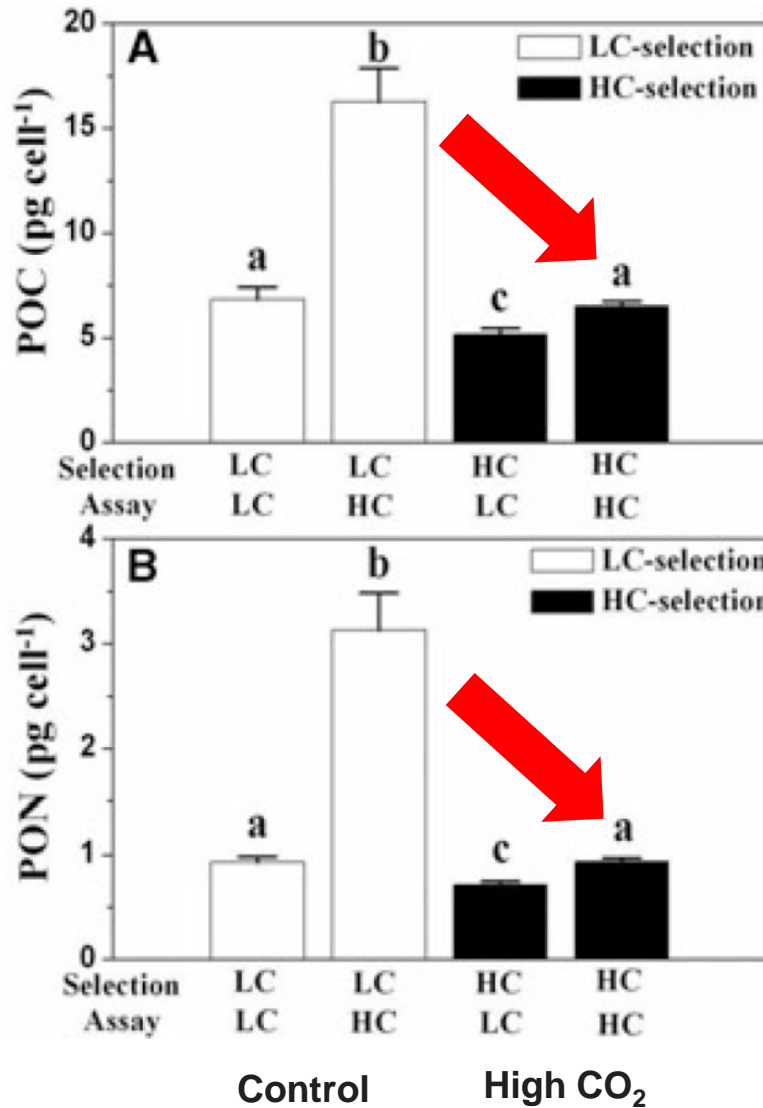 A
LC-selection
HC-selection
POC (pg cell⁻¹)
20
15
10
5
0
a
b
c
a
Selection LC LC HC HC
Assay LC HC LC HC
B
LC-selection
HC-selection
PON (pg cell⁻¹)
4
3
2
1
0
a
b
c
a
Selection LC LC HC HC
Assay LC HC LC HC
Control High CO₂